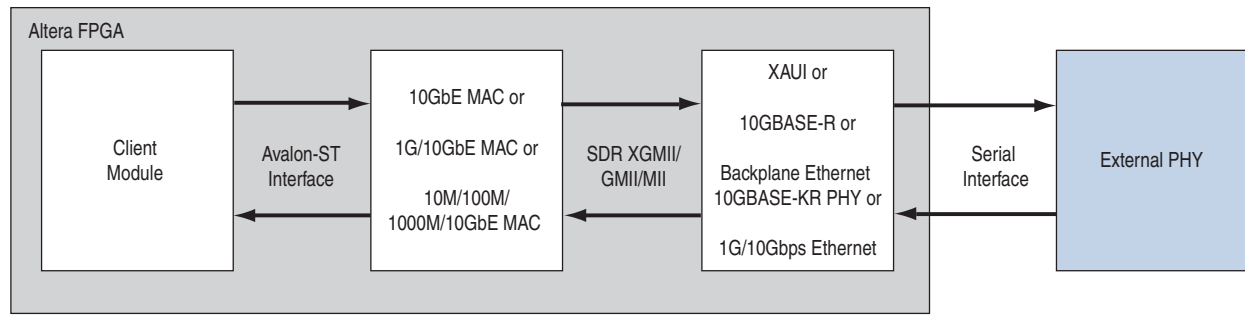 Altera FPGA
Client
Module
Avalon-ST
Interface
10GbE MAC or
1G/10GbE MAC or
10M/100M/
1000M/10GbE MAC
SDR XGMII/
GMII/MII
XAUI or
10GBASE-R or
Backplane Ethernet
10GBASE-KR PHY or
1G/10Gbps Ethernet
Serial
Interface
External PHY